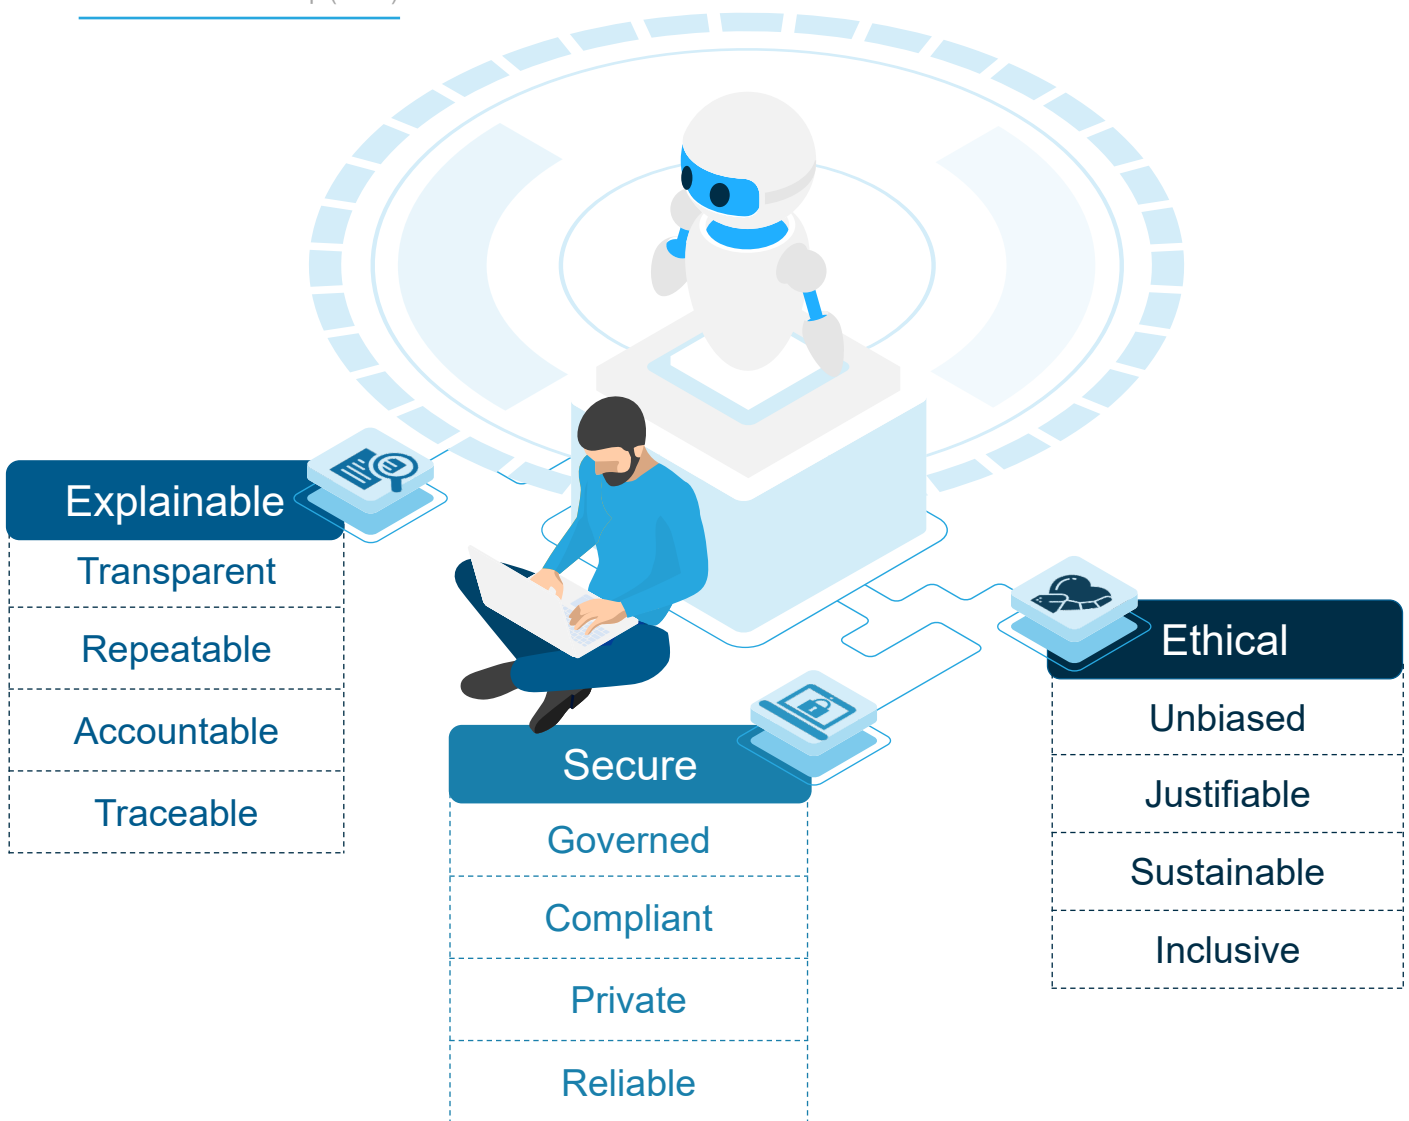 Explainable
Transparent
Repeatable
Accountable
Traceable
Secure
Governed
Compliant
Private
Reliable
Ethical
Unbiased
Justifiable
Sustainable
Inclusive